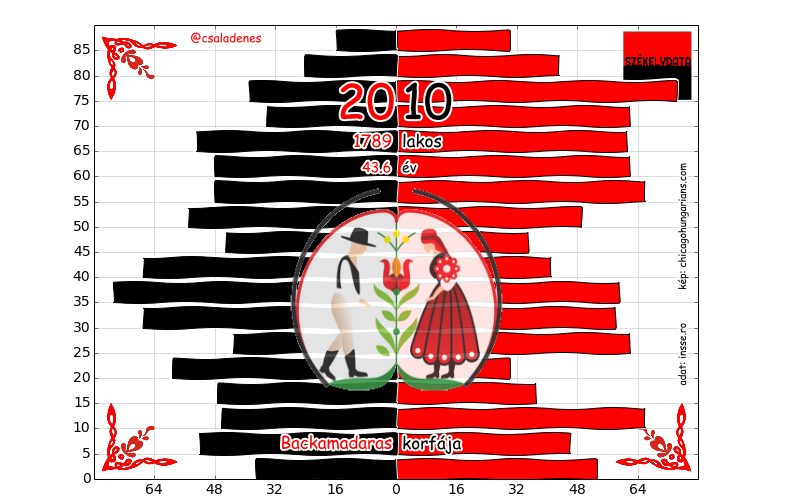 @csaladenes
SZÉKELYDATA
2010
1789 lakos
43.6 év
kép: chicagohungarians.com
adat: insse.ro
Backamadaras korfája
85
80
75
70
65
60
55
50
45
40
35
30
25
20
15
10
5
0
64 48 32 16 0 16 32 48 64